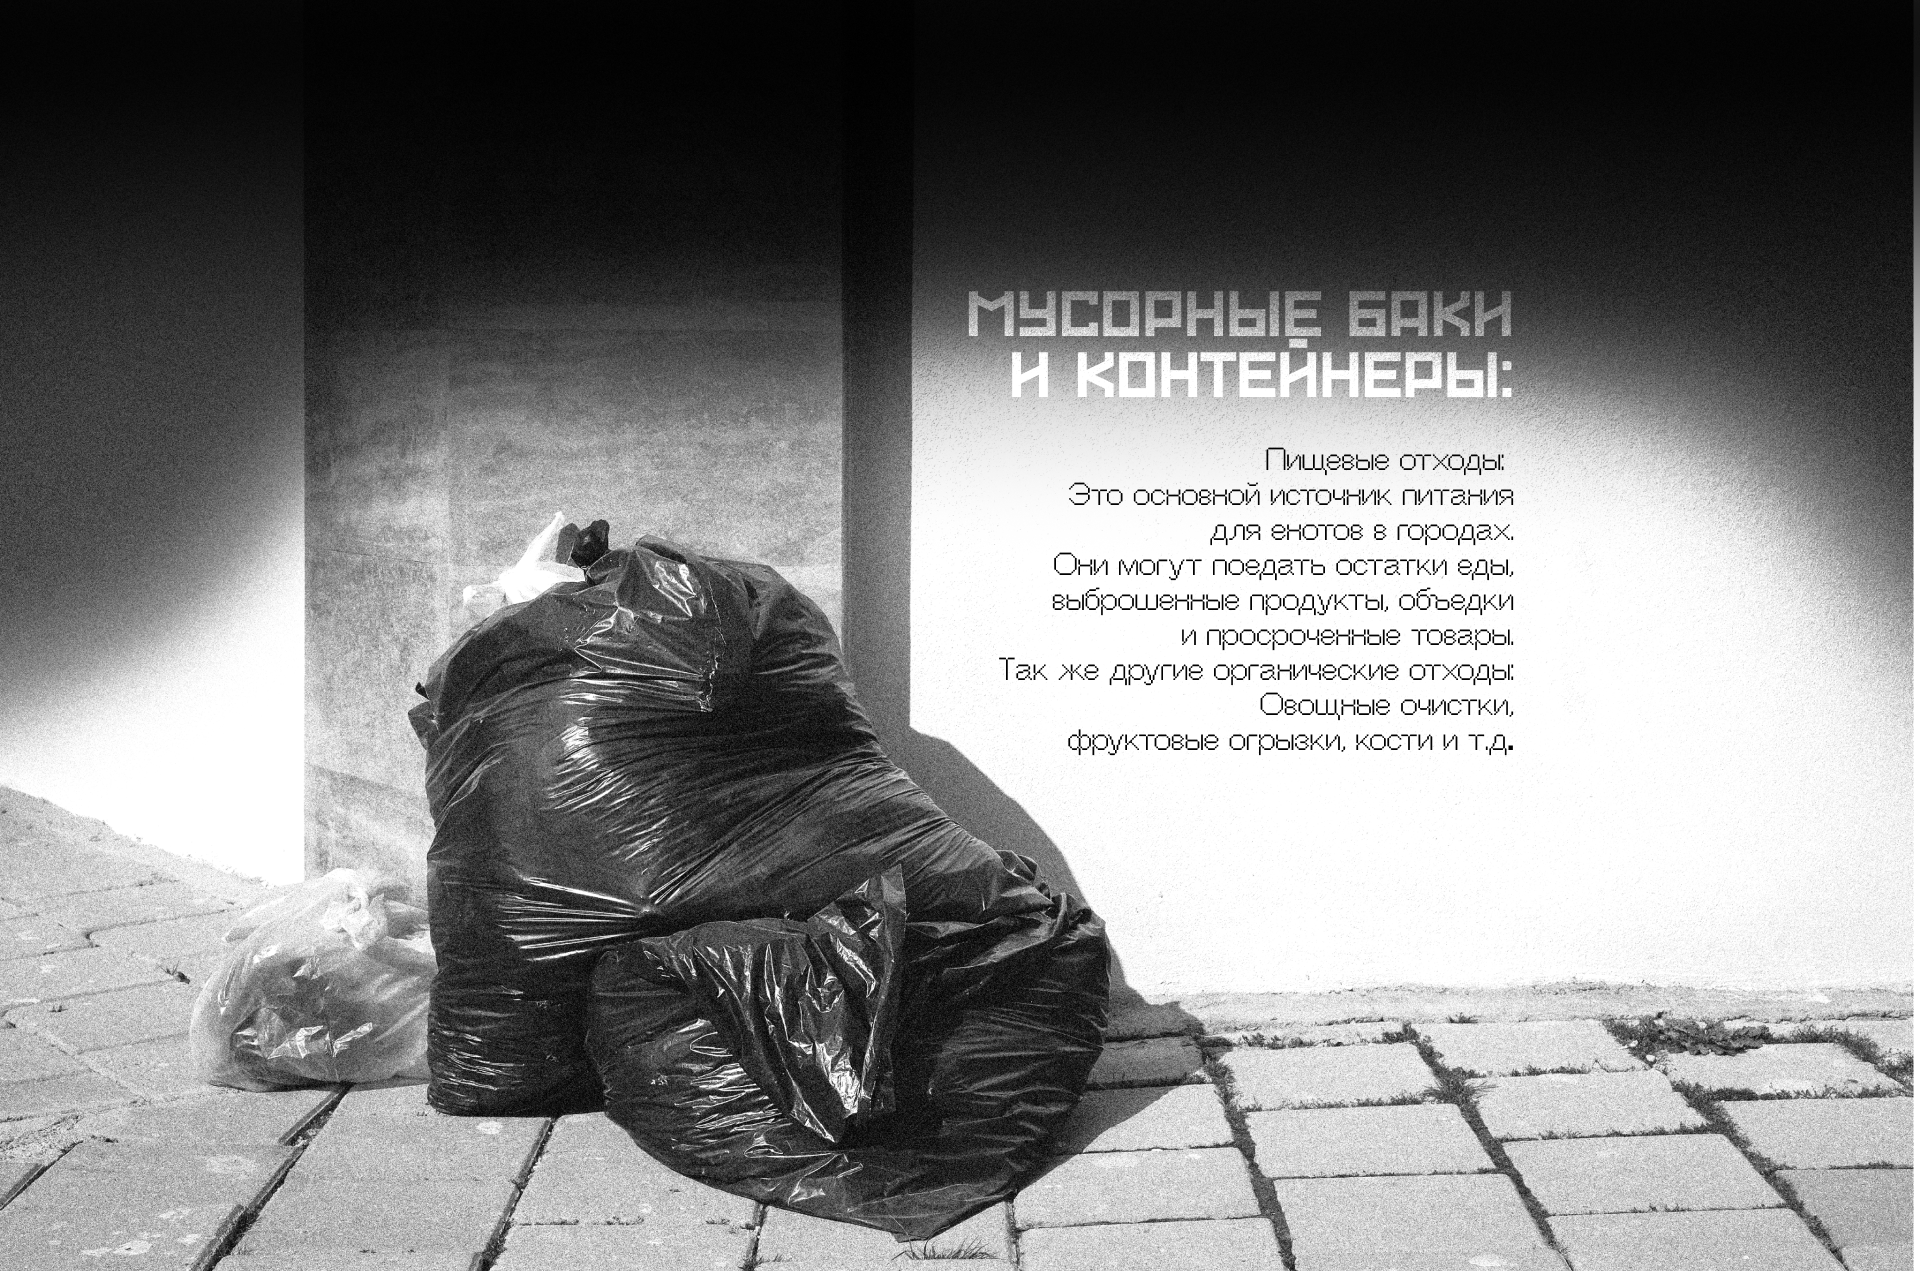 МУСОРНЫЕ БАКИ
И КОНТЕЙНЕРЫ:
Пищевые отходы:
Это основной источник питания
для енотов в городах.
Они могут поедать остатки еды,
выброшенные продукты, объедки
и просроченные товары.
Так же другие органические отходы:
Овощные очистки,
фруктовые огрызки, кости и т.д.